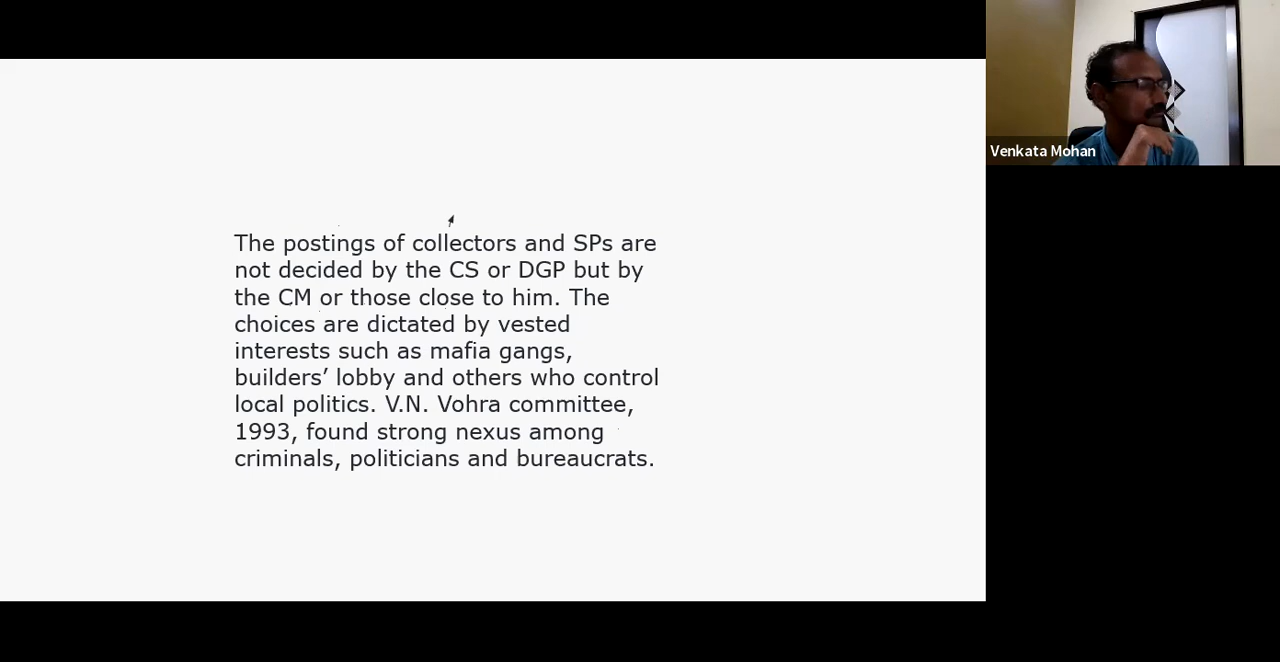 The postings of collectors and SPs are
not decided by the CS or DGP but by
the CM or those close to him. The
choices are dictated by vested
interests such as mafia gangs,
builders’ lobby and others who control
local politics. V.N. Vohra committee,
1993, found strong nexus among
criminals, politicians and bureaucrats.
Venkata Mohan